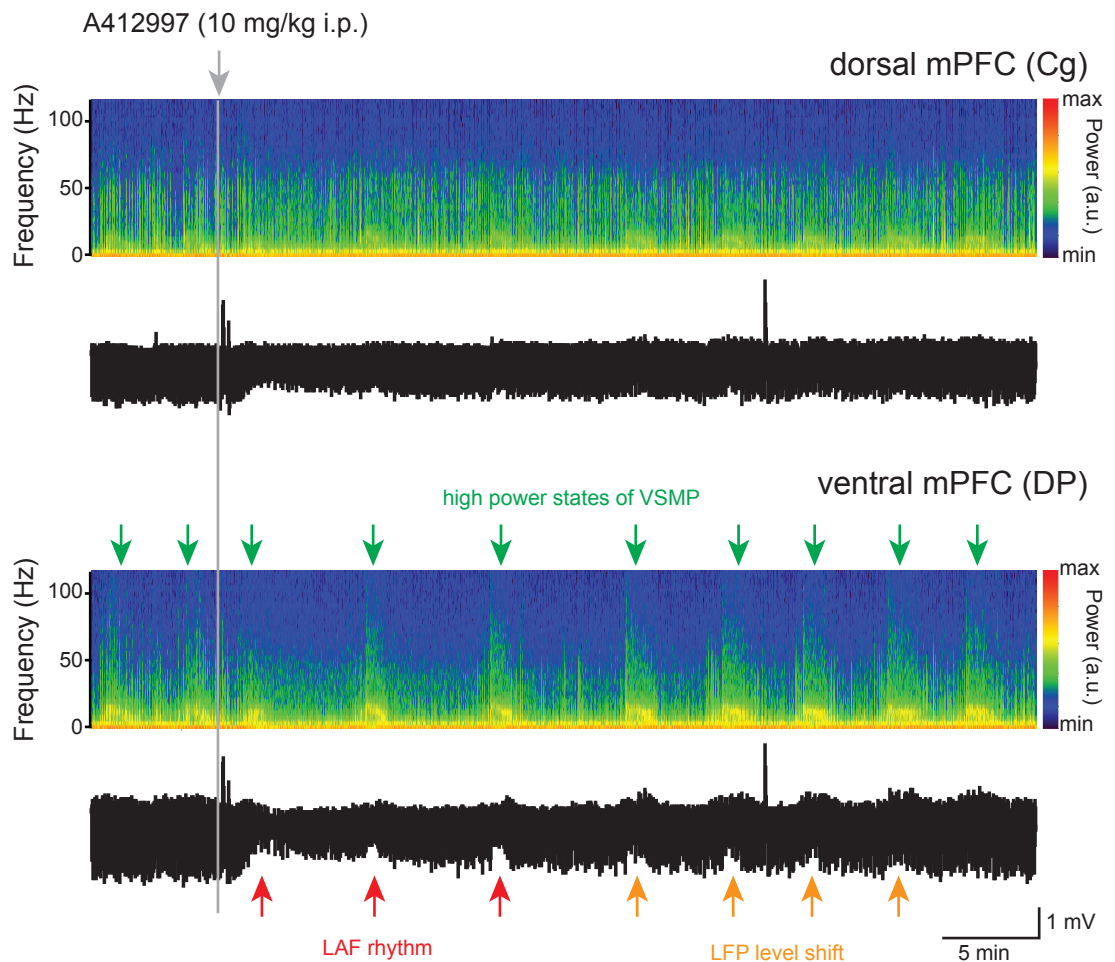 A412997 (10 mg/kg i.p.)
dorsal mPFC (Cg)
Frequency (Hz)
100
50
0
max
Power (a.u.)
min
high power states of VSMP
ventral mPFC (DP)
Frequency (Hz)
100
50
0
max
Power (a.u.)
min
LAF rhythm
LFP level shift
1 mV
5 min